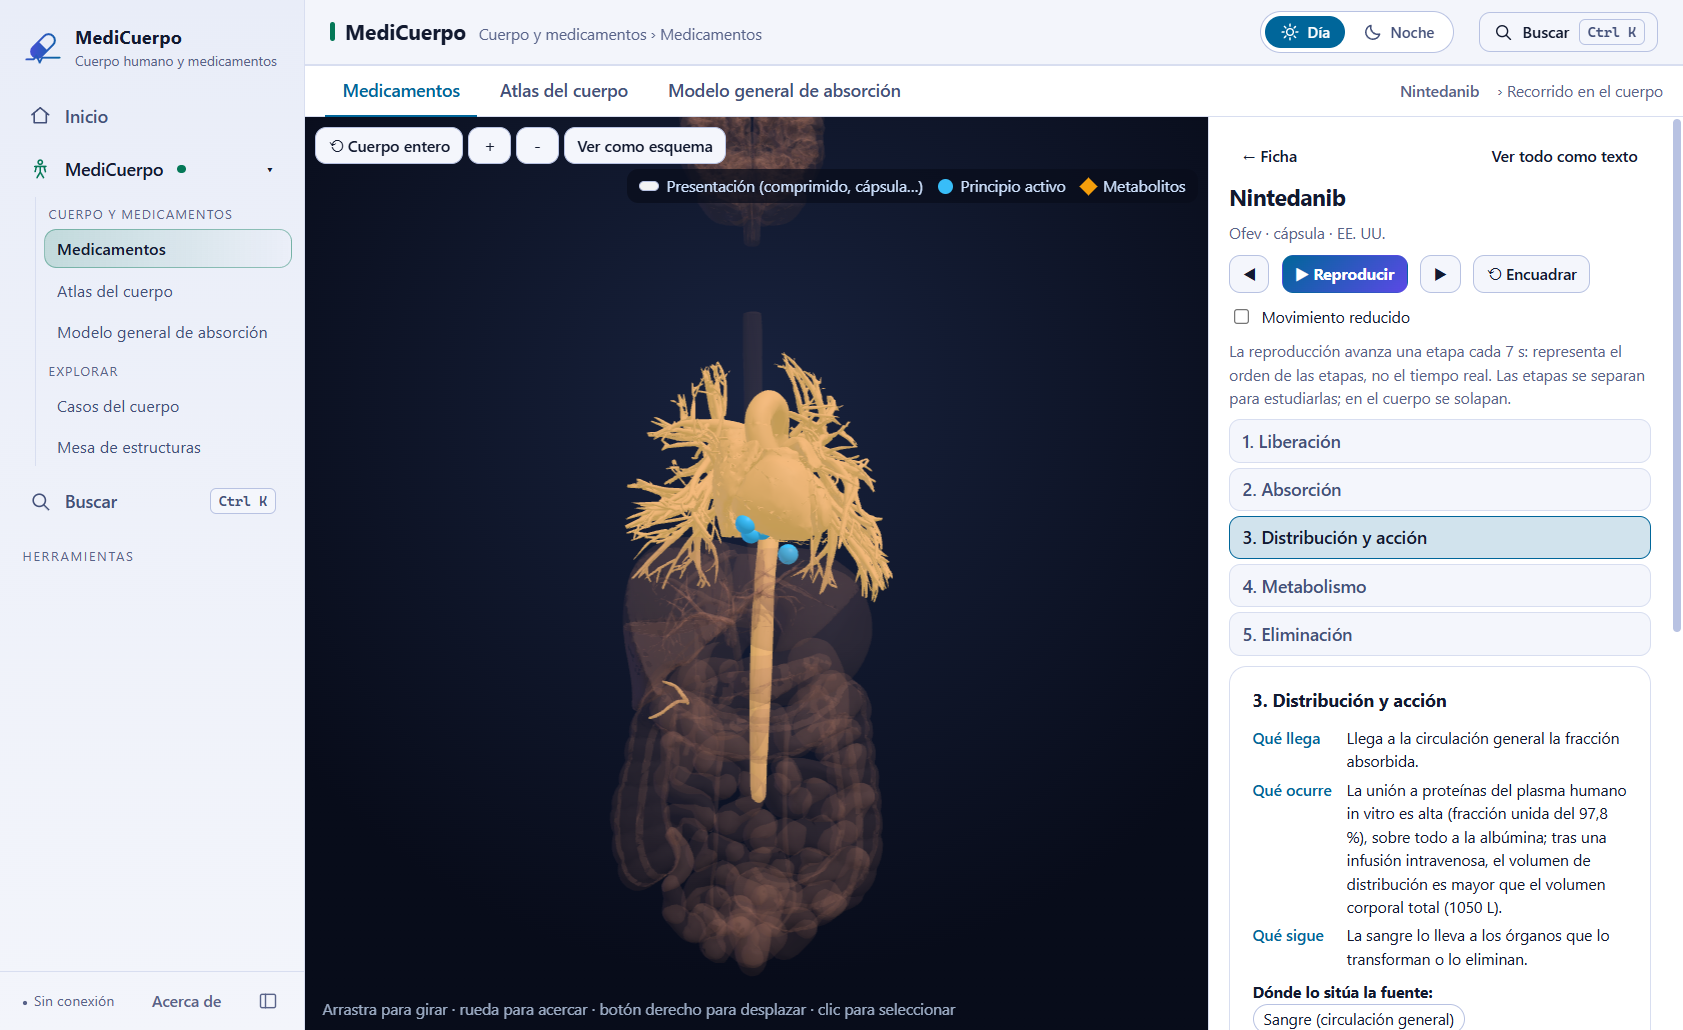 MediCuerpo
Cuerpo humano y medicamentos
Inicio
MediCuerpo
CUERPO Y MEDICAMENTOS
Medicamentos
Atlas del cuerpo
Modelo general de absorción
EXPLORAR
Casos del cuerpo
Mesa de estructuras
Buscar Ctrl K
HERRAMIENTAS
• Sin conexión
Acerca de
MediCuerpo
Cuerpo y medicamentos › Medicamentos
Día
Noche
Buscar Ctrl K
Medicamentos
Atlas del cuerpo
Modelo general de absorción
Nintedanib › Recorrido en el cuerpo
Cuerpo entero
+
-
Ver como esquema
Presentación (comprimido, cápsula...)
Principio activo
Metabolitos
Arrastra para girar · rueda para acercar · botón derecho para desplazar · clic para seleccionar
← Ficha
Ver todo como texto
Nintedanib
Ofev · cápsula · EE. UU.
Reproducir
Encuadrar
Movimiento reducido
La reproducción avanza una etapa cada 7 s: representa el
orden de las etapas, no el tiempo real. Las etapas se separan
para estudiarlas; en el cuerpo se solapan.
1. Liberación
2. Absorción
3. Distribución y acción
4. Metabolismo
5. Eliminación
3. Distribución y acción
Qué llega
Llega a la circulación general la fracción
absorbida.
Qué ocurre
La unión a proteínas del plasma humano
in vitro es alta (fracción unida del 97,8
%), sobre todo a la albúmina; tras una
infusión intravenosa, el volumen de
distribución es mayor que el volumen
corporal total (1050 L).
Qué sigue
La sangre lo lleva a los órganos que lo
transforman o lo eliminan.
Dónde lo sitúa la fuente:
Sangre (circulación general)